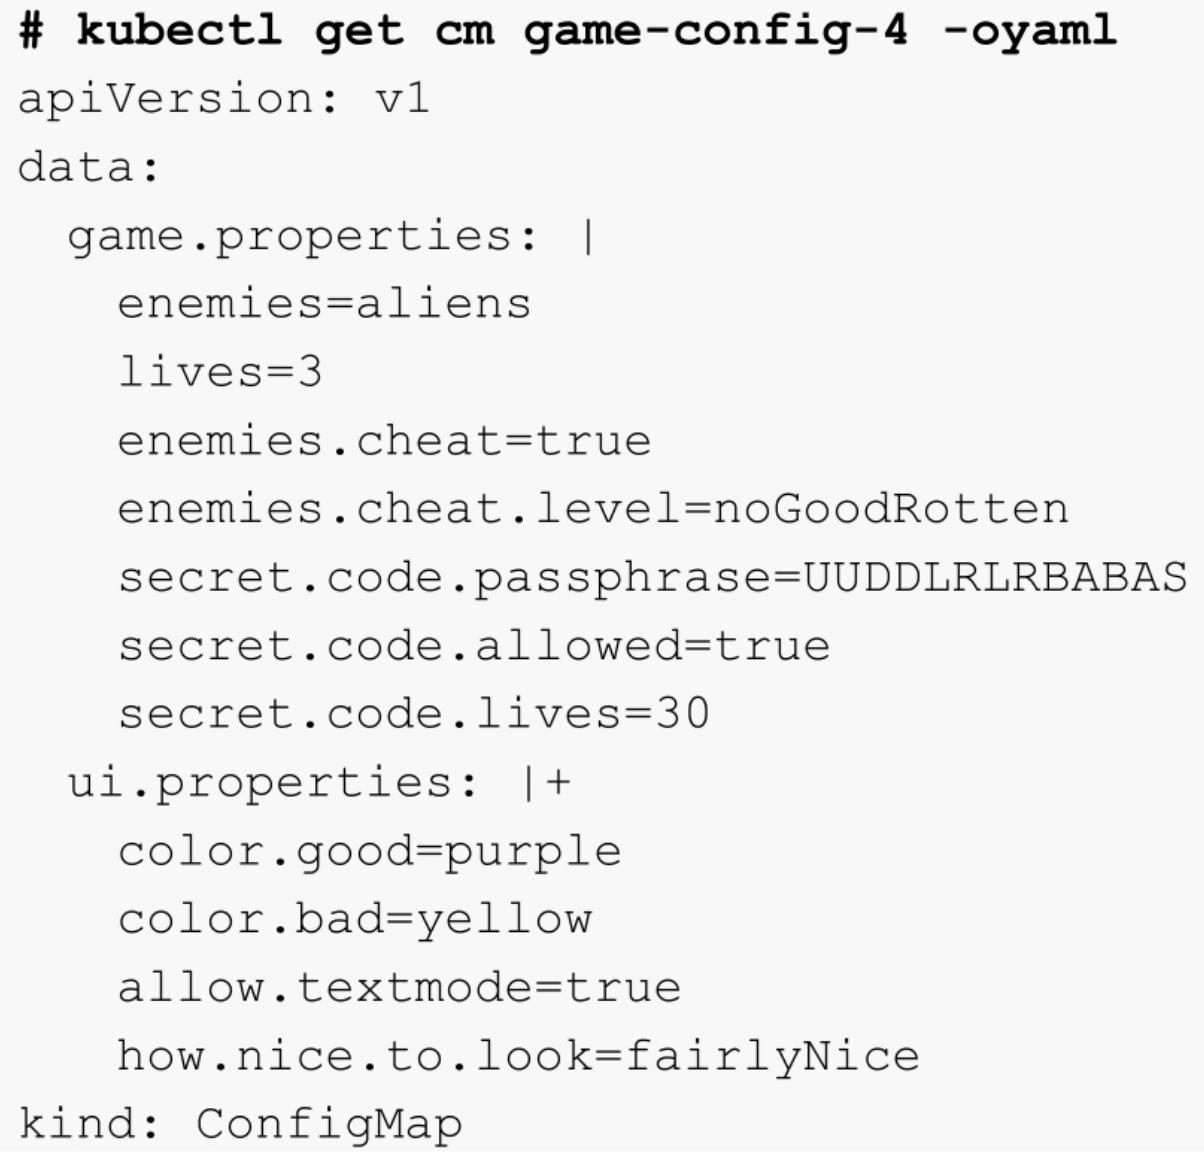 # kubectl get cm game-config-4 -oyaml
apiVersion: v1
data:
  game.properties: |
    enemies=aliens
    lives=3
    enemies.cheat=true
    enemies.cheat.level=noGoodRotten
    secret.code.passphrase=UUDDLRLRBABAS
    secret.code.allowed=true
    secret.code.lives=30
  ui.properties: |+
    color.good=purple
    color.bad=yellow
    allow.textmode=true
    how.nice.to.look=fairlyNice
kind: ConfigMap